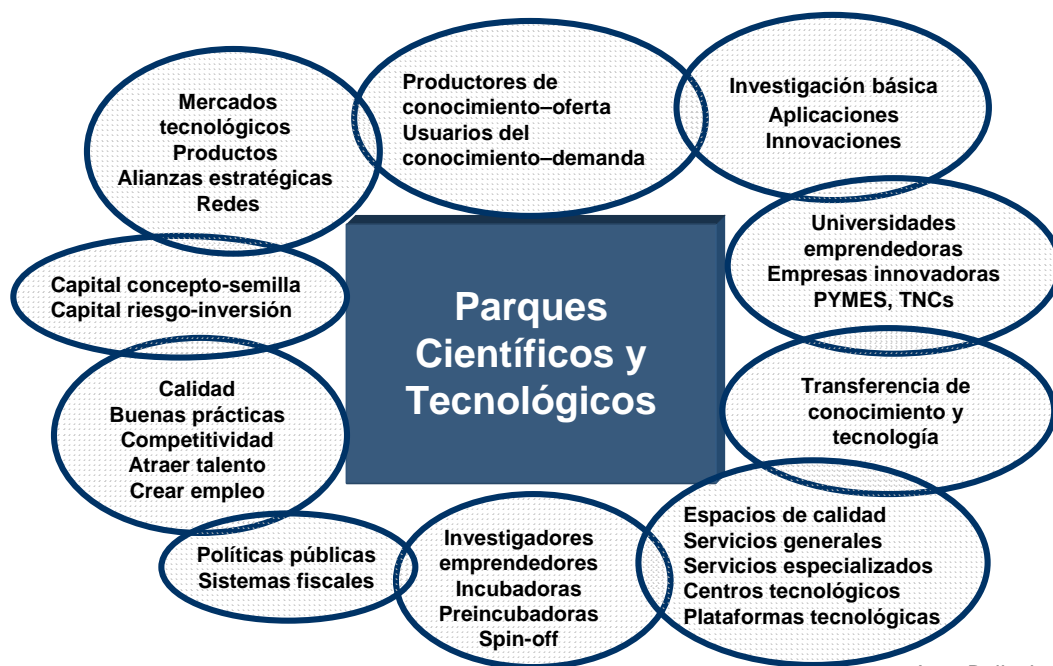 Productores de
conocimiento–oferta
Usuarios del
conocimiento–demanda
Investigación básica
Aplicaciones
Innovaciones
Universidades
emprendedoras
Empresas innovadoras
PYMES, TNCs
Transferencia de
conocimiento y
tecnología
Espacios de calidad
Servicios generales
Servicios especializados
Centros tecnológicos
Plataformas tecnológicas
Investigadores
emprendedores
Incubadoras
Preincubadoras
Spin-off
Políticas públicas
Sistemas fiscales
Calidad
Buenas prácticas
Competitividad
Atraer talento
Crear empleo
Capital concepto-semilla
Capital riesgo-inversión
Mercados
tecnológicos
Productos
Alianzas estratégicas
Redes
Parques
Científicos y
Tecnológicos